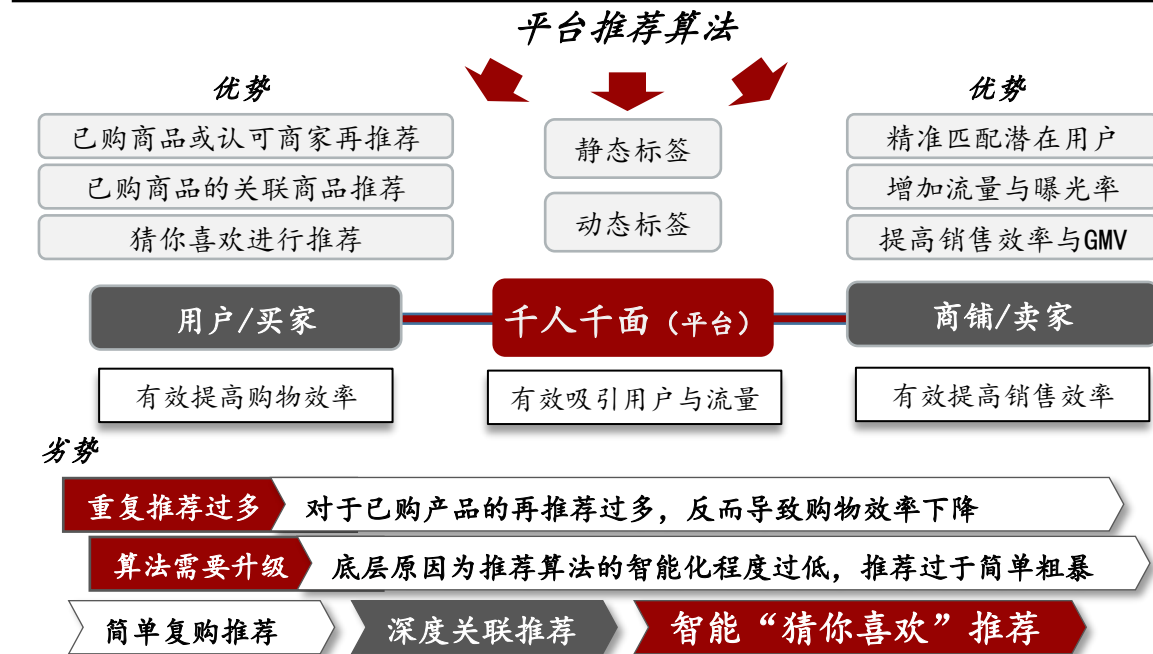 平台推荐算法
优势
已购商品或认可商家再推荐
已购商品的关联商品推荐
猜你喜欢进行推荐
静态标签
动态标签
优势
精准匹配潜在用户
增加流量与曝光率
提高销售效率与GMV
用户/买家
千人千面（平台）
商铺/卖家
有效提高购物效率
有效吸引用户与流量
有效提高销售效率
劣势
重复推荐过多 对于已购产品的再推荐过多，反而导致购物效率下降
算法需要升级 底层原因为推荐算法的智能化程度过低，推荐过于简单粗暴
简单复购推荐 深度关联推荐 智能“猜你喜欢”推荐